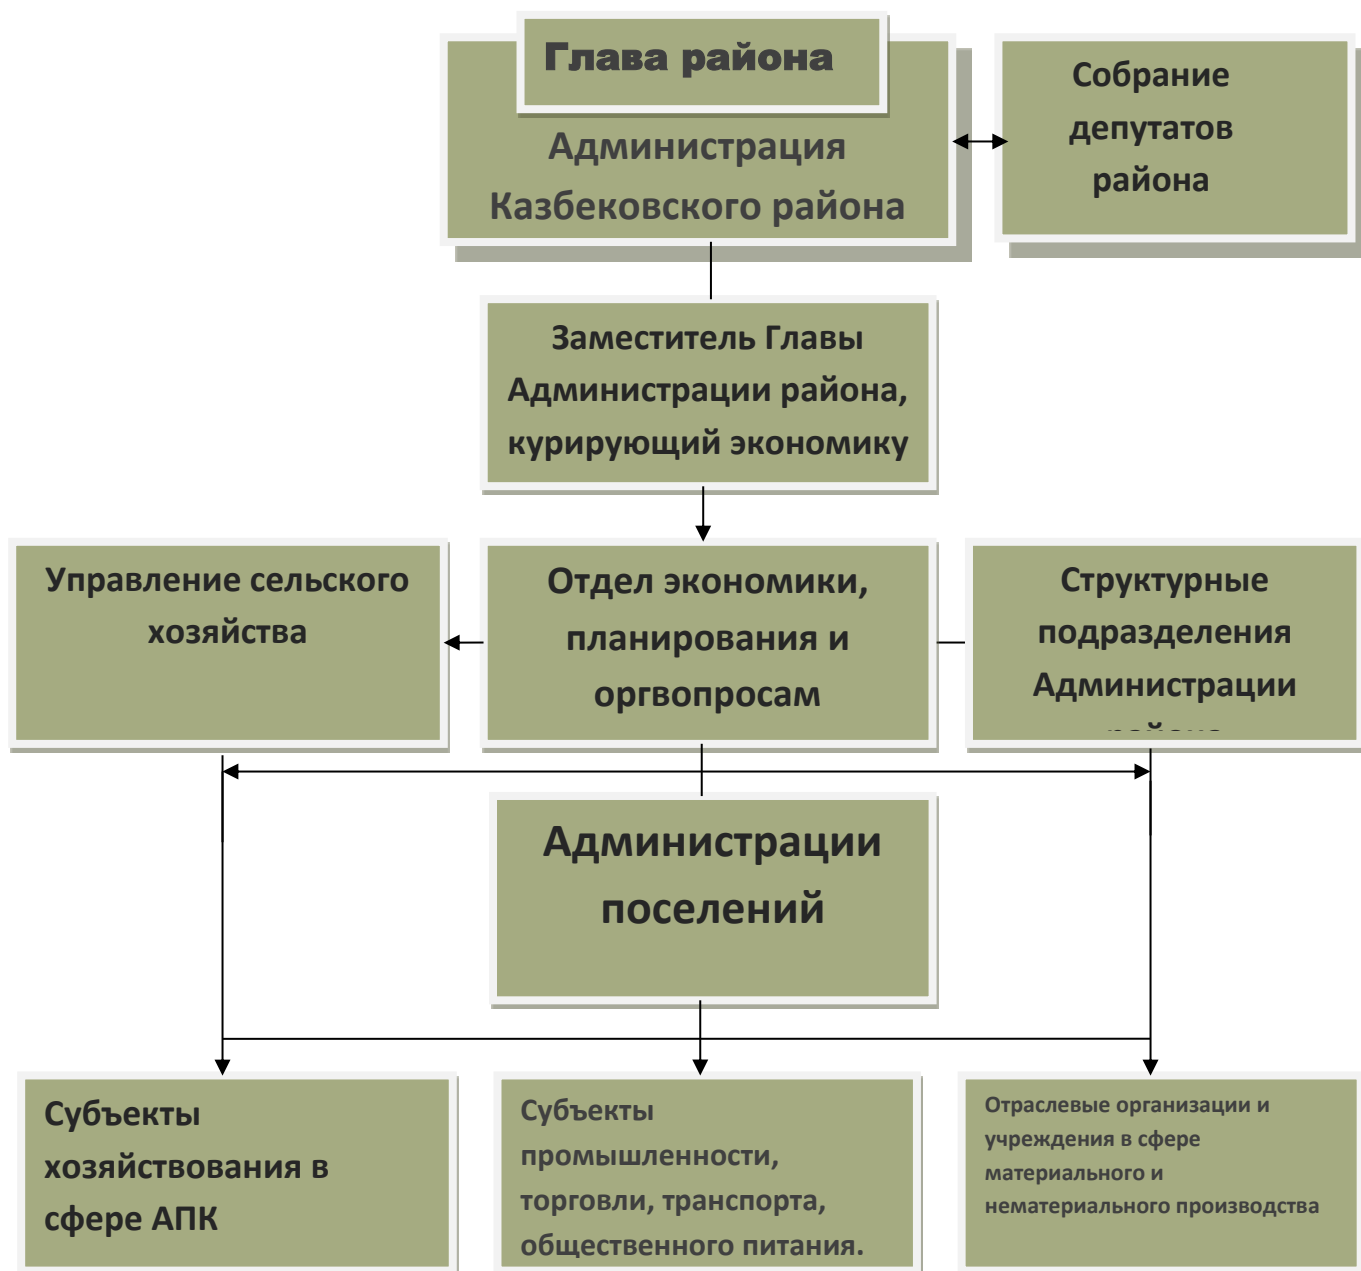 Глава района
Администрация
Казбековского района
Собрание
депутатов
района
Заместитель Главы
Администрации района,
курирующий экономику
Управление сельского
хозяйства
Отдел экономики,
планирования и
оргвопросам
Структурные
подразделения
Администрации
Администрации
поселений
Субъекты
хозяйствования в
сфере АПК
Субъекты
промышленности,
торговли, транспорта,
общественного питания.
Отраслевые организации и
учреждения в сфере
материального и
нематериального производства